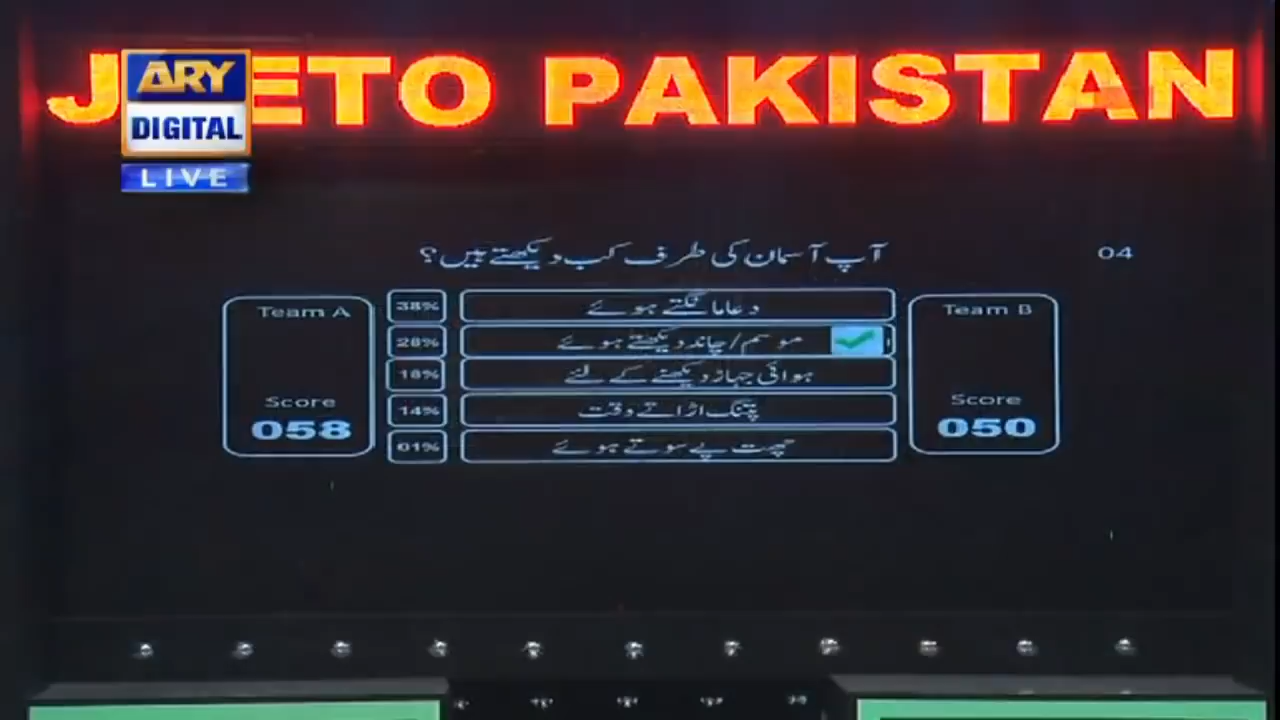 JEETO PAKISTAN
ARY
DIGITAL
LIVE
آپ آسمان کی طرف کب دیکھتے ہیں؟
04
Team A
Score
058
38% دعا مانگتے ہوئے
28% موسم/چاند دیکھتے ہوئے
18% ہوائی جہاز دیکھنے کے لئے
14% پتنگ اڑاتے وقت
01% چھت پے سوتے ہوئے
Team B
Score
050